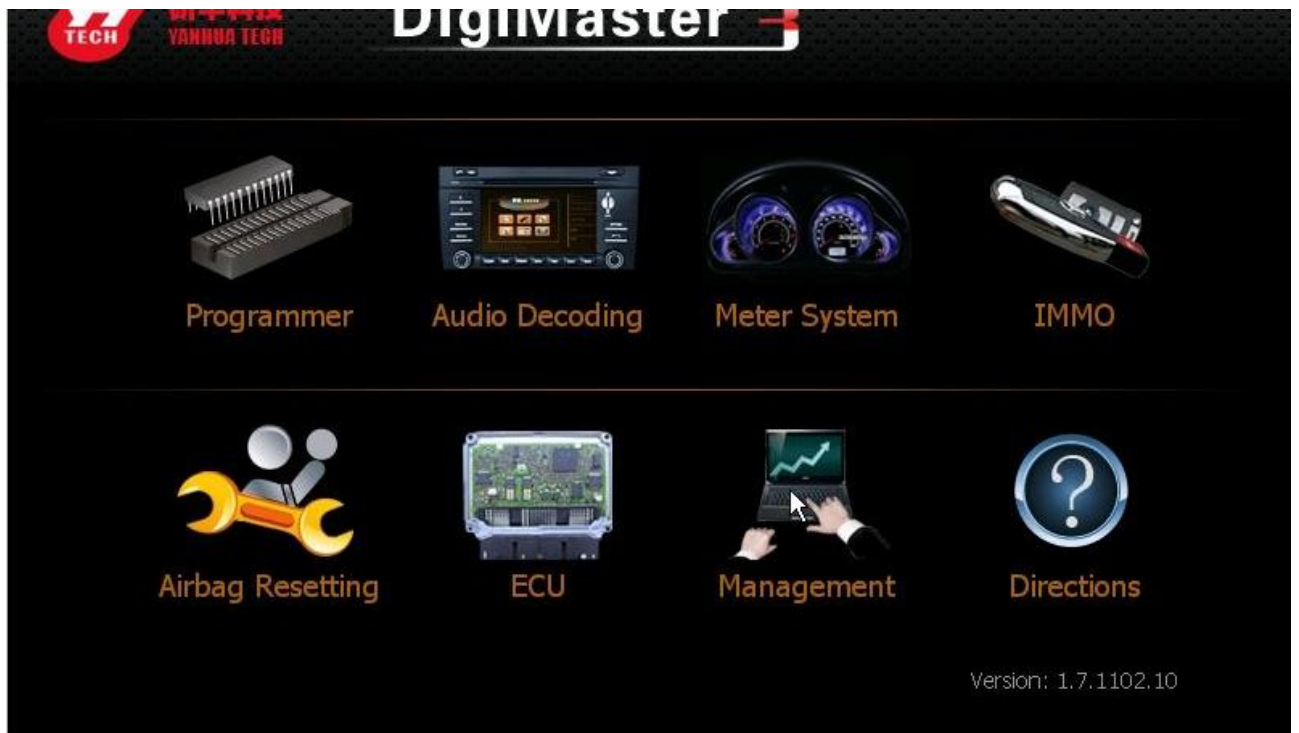 TECH
YANHUA TECH
DigiMaster 3
Programmer
Audio Decoding
Meter System
IMMO
Airbag Resetting
ECU
Management
Directions
Version: 1.7.1102.10